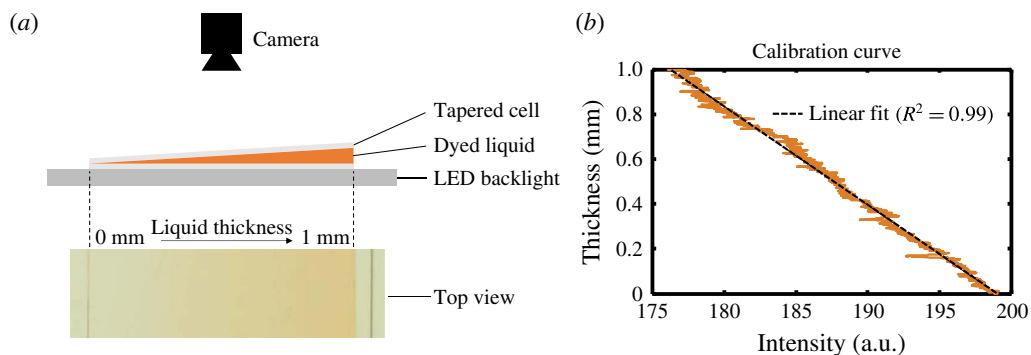 (a)
Camera
Tapered cell
Dyed liquid
LED backlight
0 mm Liquid thickness 1 mm
Top view
(b)
Calibration curve
Linear fit (R² = 0.99)
Thickness (mm)
1.0
0.8
0.6
0.4
0.2
0
175 180 185 190 195 200
Intensity (a.u.)